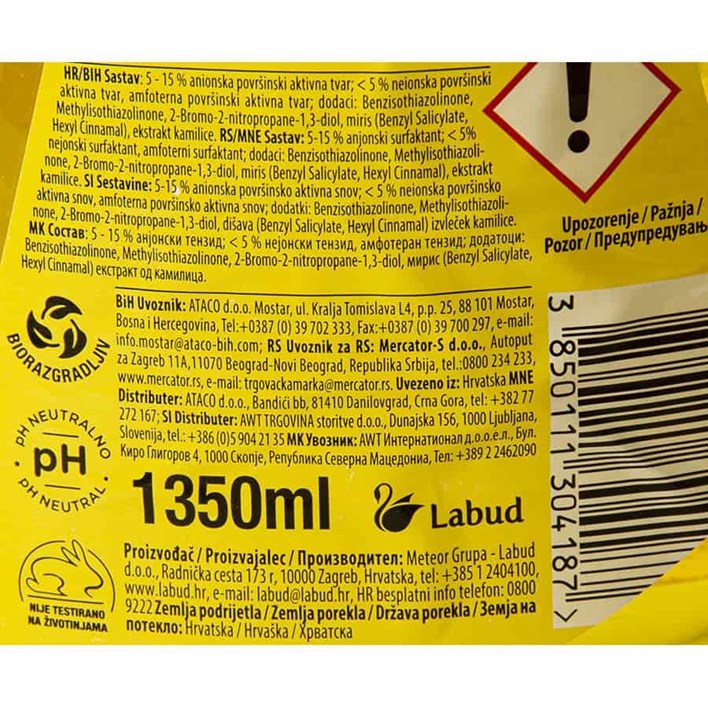 HR/BIH Sastav: 5 - 15 % anionska površinski aktivna tvar; < 5 % neionska površinski
aktivna tvar, amfoterna površinski aktivna tvar; dodaci: Benzisothiazolinone,
Methylisothiazolinone, 2-Bromo-2-nitropropane-1,3-diol, miris (Benzyl Salicylate,
Hexyl Cinnamal), ekstrakt kamilice. RS/MNE Sastav: 5-15 % anjonski surfaktant; < 5%
nejonski surfaktant, amfoterni surfaktant; dodaci: Benzisothiazolinone, Methylisothiazoli-
none, 2-Bromo-2-nitropropane-1,3-diol, miris (Benzyl Salicylate, Hexyl Cinnamal), ekstrakt
kamilice. SI Sestavine: 5-15 % anionska površinsko aktivna snov; < 5 % neionska površinsko
aktivna snov, amfoterna površinsko aktivna snov; dodatki: Benzisothiazolinone, Methylisothiazoli-
none, 2-Bromo-2-nitropropane-1,3-diol, dišava (Benzyl Salicylate, Hexyl Cinnamal) izvleček kamilice.
МК Состав: 5 - 15 % анјонски тензид; < 5 % нејонски тензид, амфотеран тензид; додатоци:
Benzisothiazolinone, Methylisothiazolinone, 2-Bromo-2-nitropropane-1,3-diol, мирис (Benzyl Salicylate,
Hexyl Cinnamal) екстракт од камилица.
Upozorenje / Pažnja /
Pozor / Предупредувањ
BIORAZGRADLJIV
BiH Uvoznik: ATACO d.o.o. Mostar, ul. Kralja Tomislava L4, p.p. 25, 88 101 Mostar,
Bosna i Hercegovina, Tel:+0387 (0) 39 702 333, Fax:+0387 (0) 39 700 297, e-mail:
info.mostar@ataco-bih.com; RS Uvoznik za RS: Mercator-S d.o.o., Autoput
za Zagreb 11A,11070 Beograd-Novi Beograd, Republika Srbija, tel.:0800 234 233,
www.mercator.rs, e-mail: trgovackamarka@mercator.rs. Uvezeno iz: Hrvatska MNE
Distributer: ATACO d.o.o., Bandići bb, 81410 Danilovgrad, Crna Gora, tel: +382 77
272 167; SI Distributer: AWT TRGOVINA storitve d.o.o., Dunajska 156, 1000 Ljubljana,
Slovenija, tel.: +386 (0)5 904 21 35 МК Увозник: АWT Интернационал д.о.о.е.л., Бул.
Киро Глигоров 4, 1000 Скопје, Република Северна Македониа, Тел: +389 2 2462090
pH NEUTRALNO
pH
pH NEUTRAL
1350ml
Labud
3 850111 304187 >
NIJE TESTIRANO
NA ŽIVOTINJAMA
Proizvođač / Proizvajalec / Производител: Meteor Grupa - Labud
d.o.o., Radnička cesta 173 r, 10000 Zagreb, Hrvatska, tel: +385 1 2404100,
www.labud.hr, e-mail: labud@labud.hr, HR besplatni info telefon: 0800
9222 Zemlja podrijetla / Zemlja porekla / Država porekla / Земја на
потекло: Hrvatska / Hrvaška / Хрватска